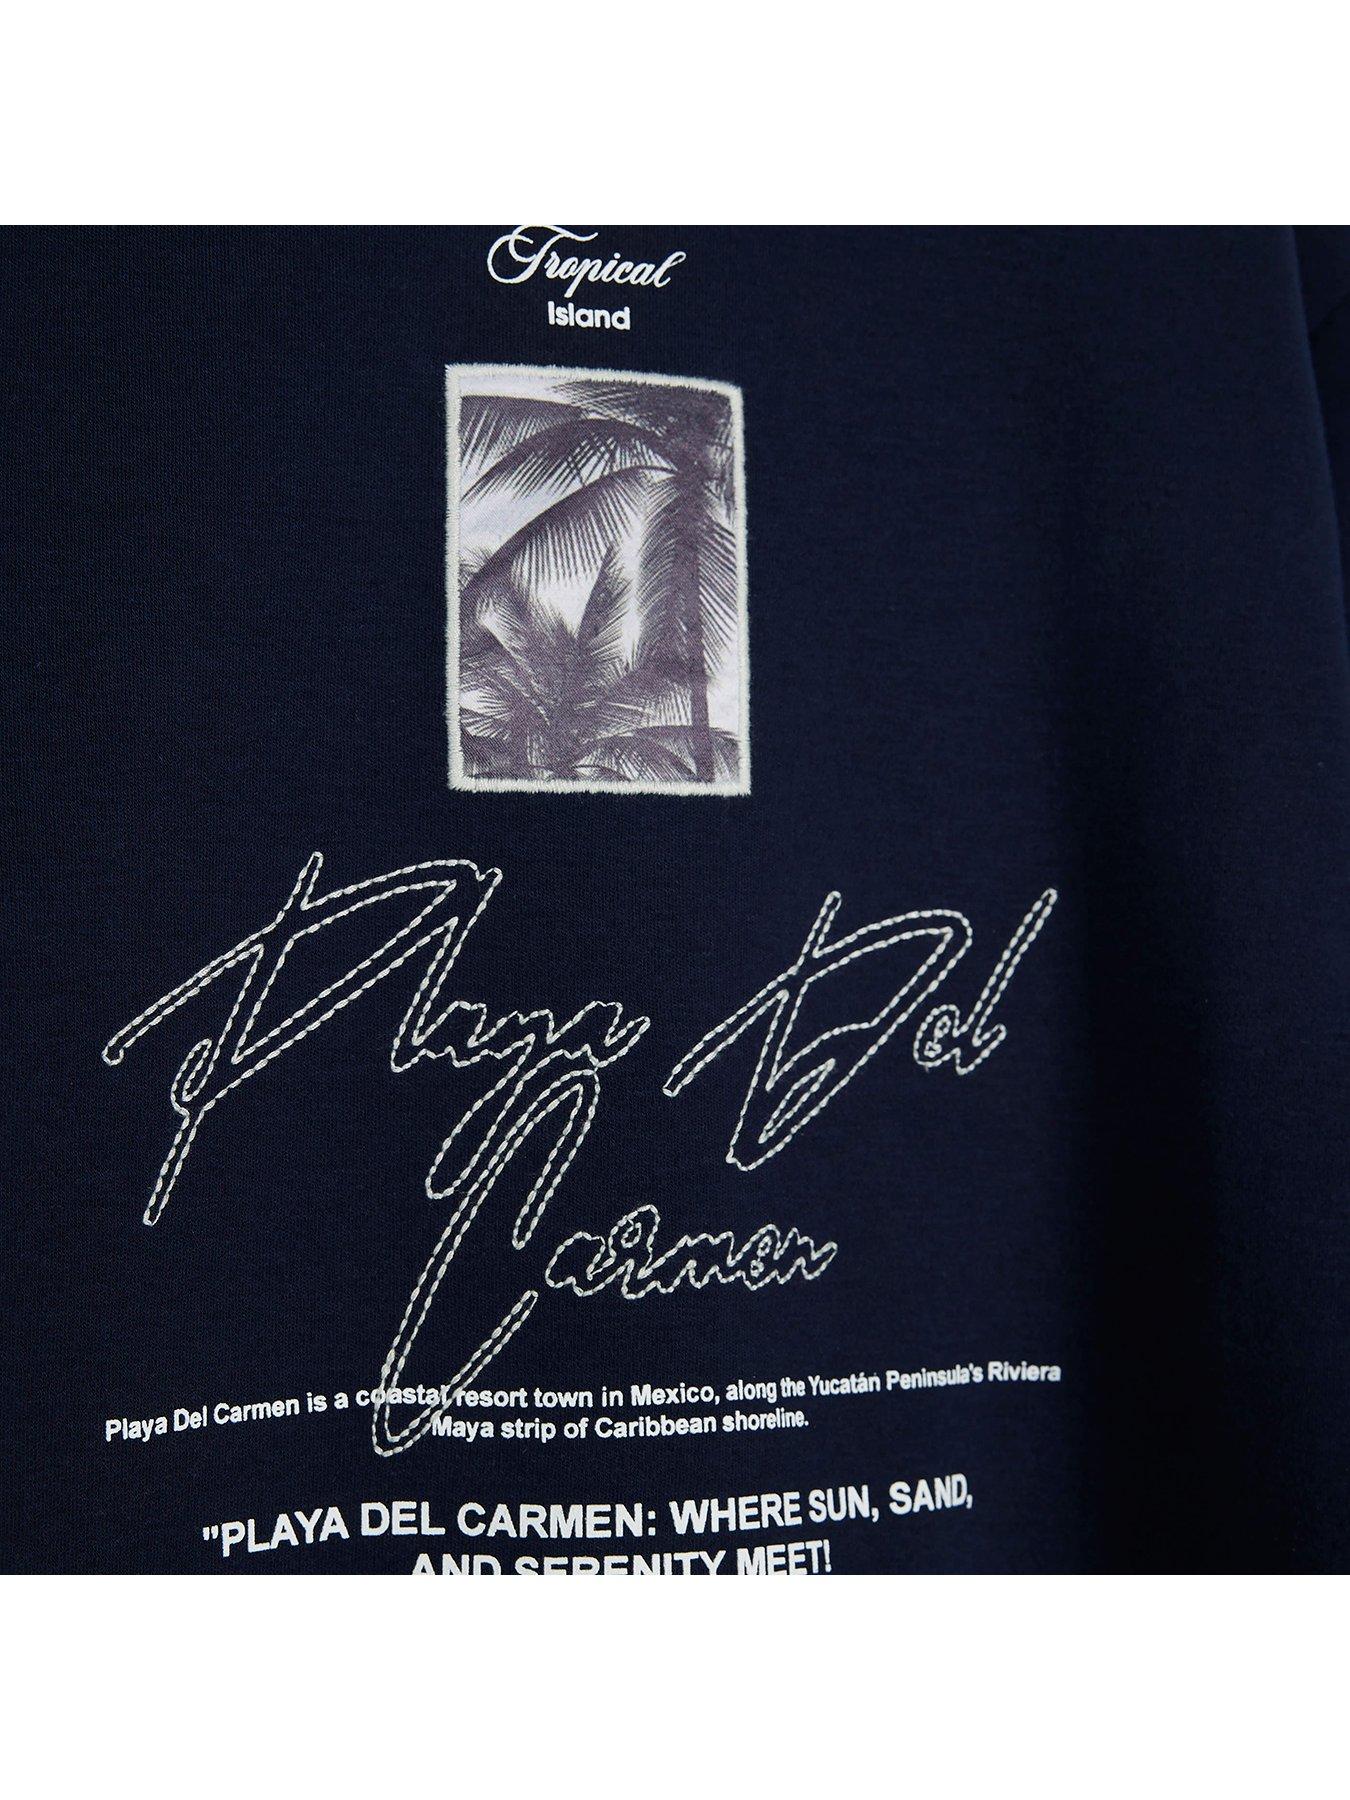 Tropical
Island
Playa Del
Carmen
Playa Del Carmen is a coastal resort town in Mexico, along the Yucatán Peninsula's Riviera
Maya strip of Caribbean shoreline.
"PLAYA DEL CARMEN: WHERE SUN, SAND,
AND SERENITY MEET!